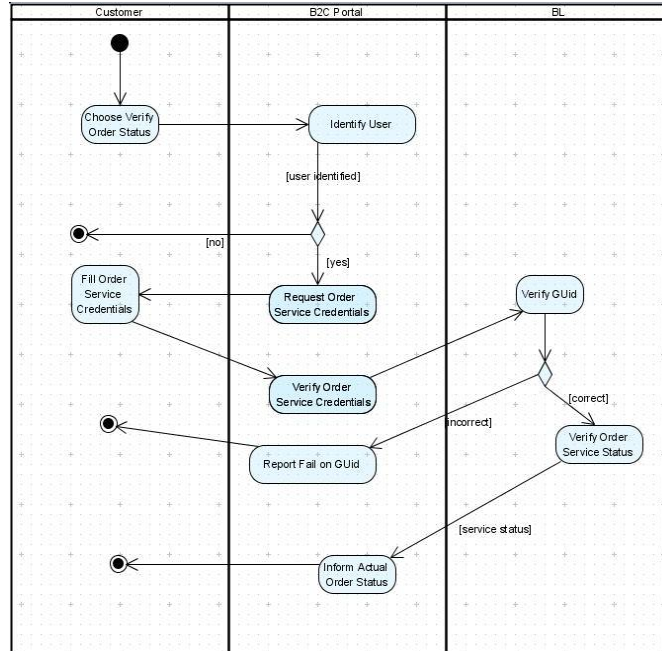 Customer
B2C Portal
BL
Choose Verify
Order Status
Identify User
[user identified]
[no]
[yes]
Fill Order
Service
Credentials
Request Order
Service Credentials
Verify GUid
Verify Order
Service Credentials
[correct]
incorrect]
Verify Order
Service Status
Report Fail on GUid
[service status]
Inform Actual
Order Status